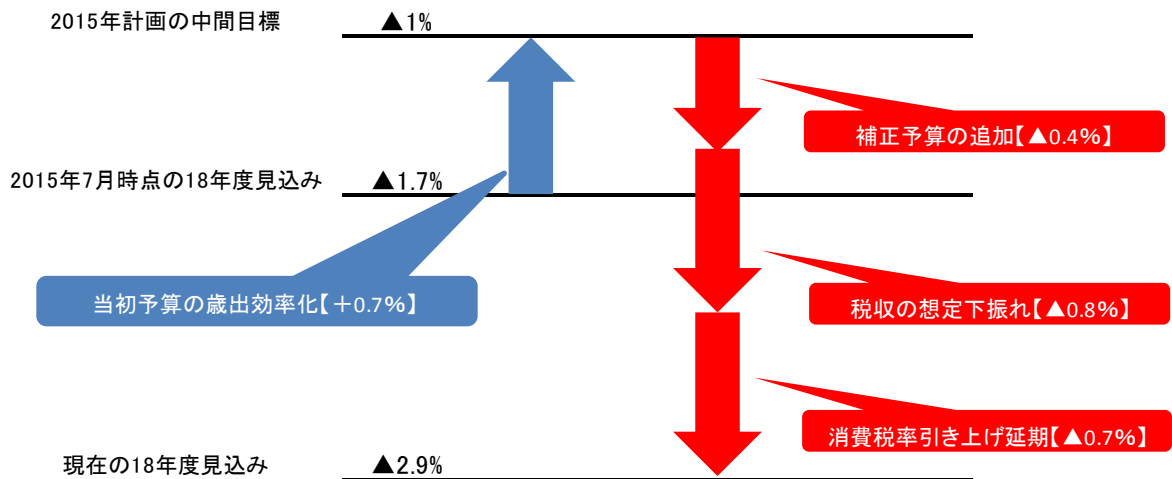 2015年計画の中間目標 ▲1%
補正予算の追加【▲0.4%】
2015年7月時点の18年度見込み ▲1.7%
当初予算の歳出効率化【＋0.7%】
税収の想定下振れ【▲0.8%】
消費税率引き上げ延期【▲0.7%】
現在の18年度見込み ▲2.9%